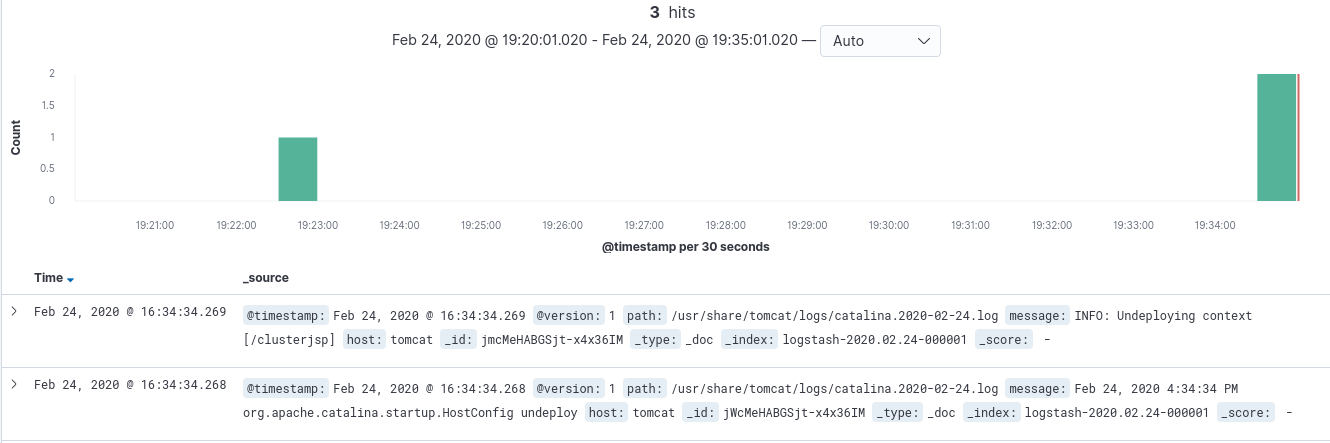 3 hits
Feb 24, 2020 @ 19:20:01.020 - Feb 24, 2020 @ 19:35:01.020 — Auto
2
1.5
1
0.5
0
Count
19:21:00 19:22:00 19:23:00 19:24:00 19:25:00 19:26:00 19:27:00 19:28:00 19:29:00 19:30:00 19:31:00 19:32:00 19:33:00 19:34:00
@timestamp per 30 seconds
Time _source
Feb 24, 2020 @ 16:34:34.269 @timestamp: Feb 24, 2020 @ 16:34:34.269 @version: 1 path: /usr/share/tomcat/logs/catalina.2020-02-24.log message: INFO: Undeploying context
[/clusterjsp] host: tomcat _id: jmcMeHABGSjt-x4x36IM _type: _doc _index: logstash-2020.02.24-000001 _score: -
Feb 24, 2020 @ 16:34:34.268 @timestamp: Feb 24, 2020 @ 16:34:34.268 @version: 1 path: /usr/share/tomcat/logs/catalina.2020-02-24.log message: Feb 24, 2020 4:34:34 PM
org.apache.catalina.startup.HostConfig undeploy host: tomcat _id: jWcMeHABGSjt-x4x36IM _type: _doc _index: logstash-2020.02.24-000001 _score: -